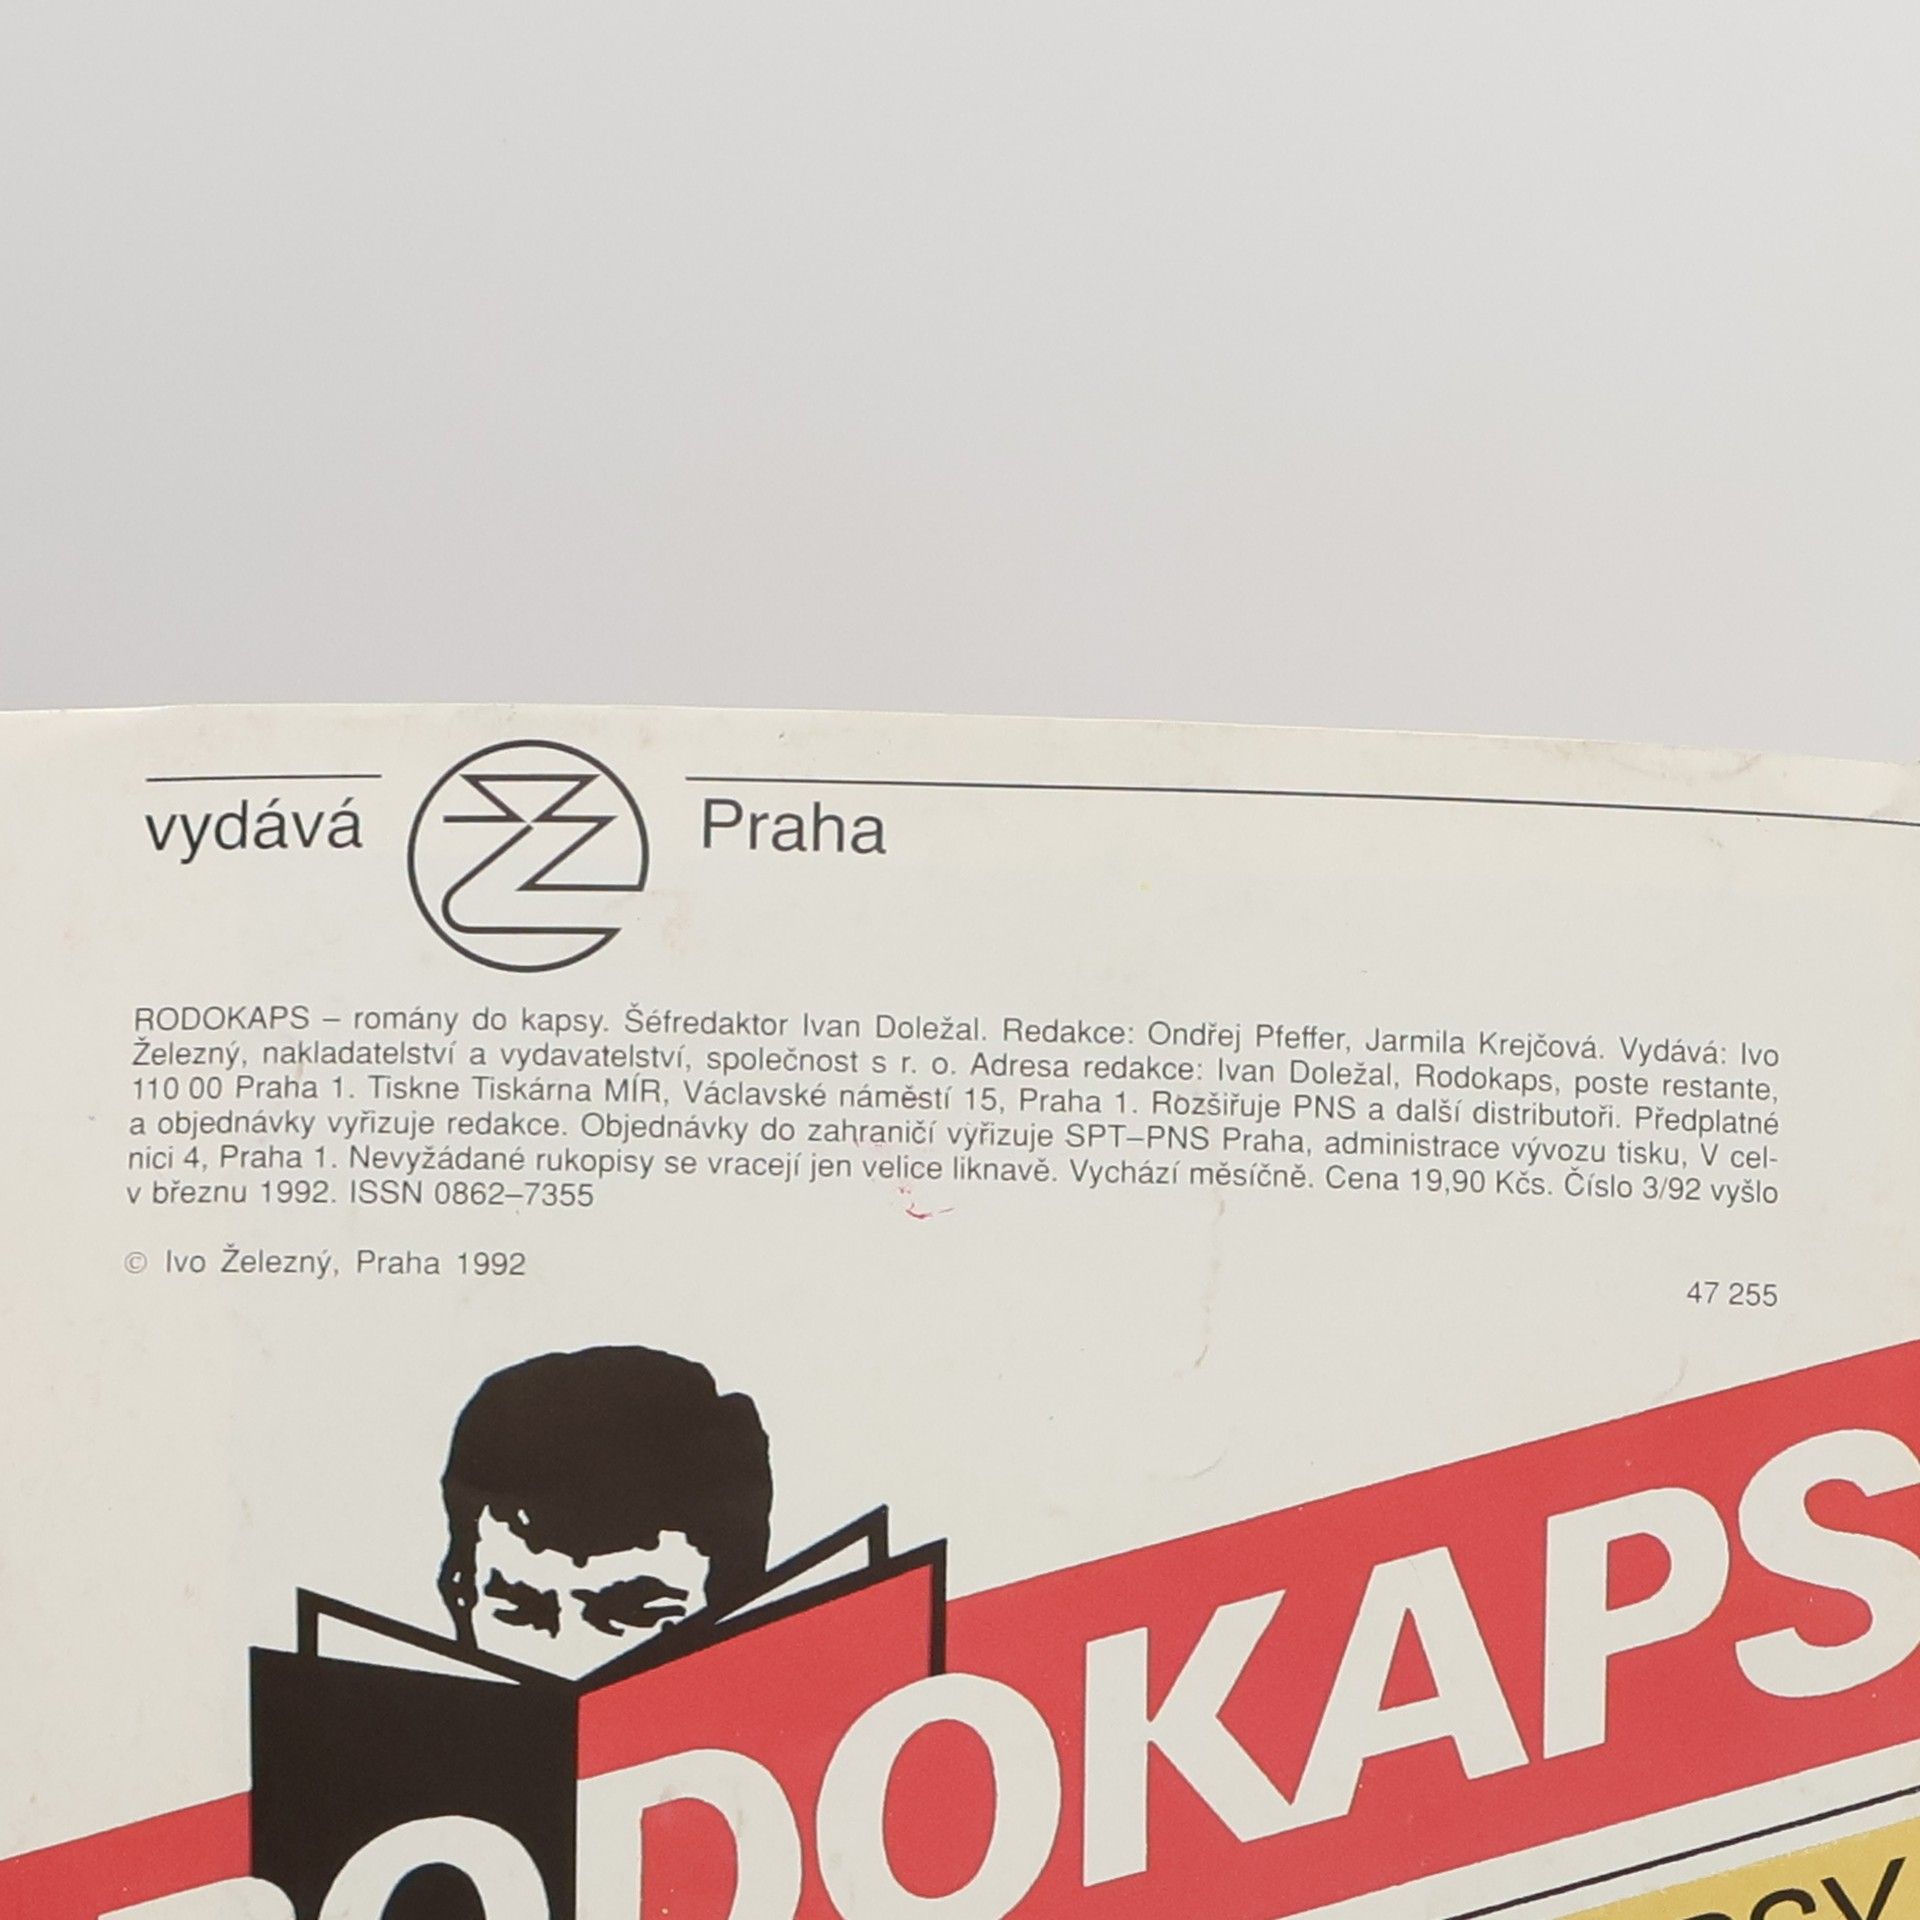 vydává Praha
RODOKAPS – romány do kapsy. Šéfredaktor Ivan Doležal. Redakce: Ondřej Pfeffer, Jarmila Krejčová. Vydává: Ivo
Železný, nakladatelství a vydavatelství, společnost s r. o. Adresa redakce: Ivan Doležal, Rodokaps, poste restante,
110 00 Praha 1. Tiskne Tiskárna MÍR, Václavské náměstí 15, Praha 1. Rozšiřuje PNS a další distributoři. Předplatné
a objednávky vyřizuje redakce. Objednávky do zahraničí vyřizuje SPT–PNS Praha, administrace vývozu tisku, V cel-
nici 4, Praha 1. Nevyžádané rukopisy se vracejí jen velice liknavě. Vychází měsíčně. Cena 19,90 Kčs. Číslo 3/92 vyšlo
v březnu 1992. ISSN 0862–7355
© Ivo Železný, Praha 1992
47 255
RODOKAPS